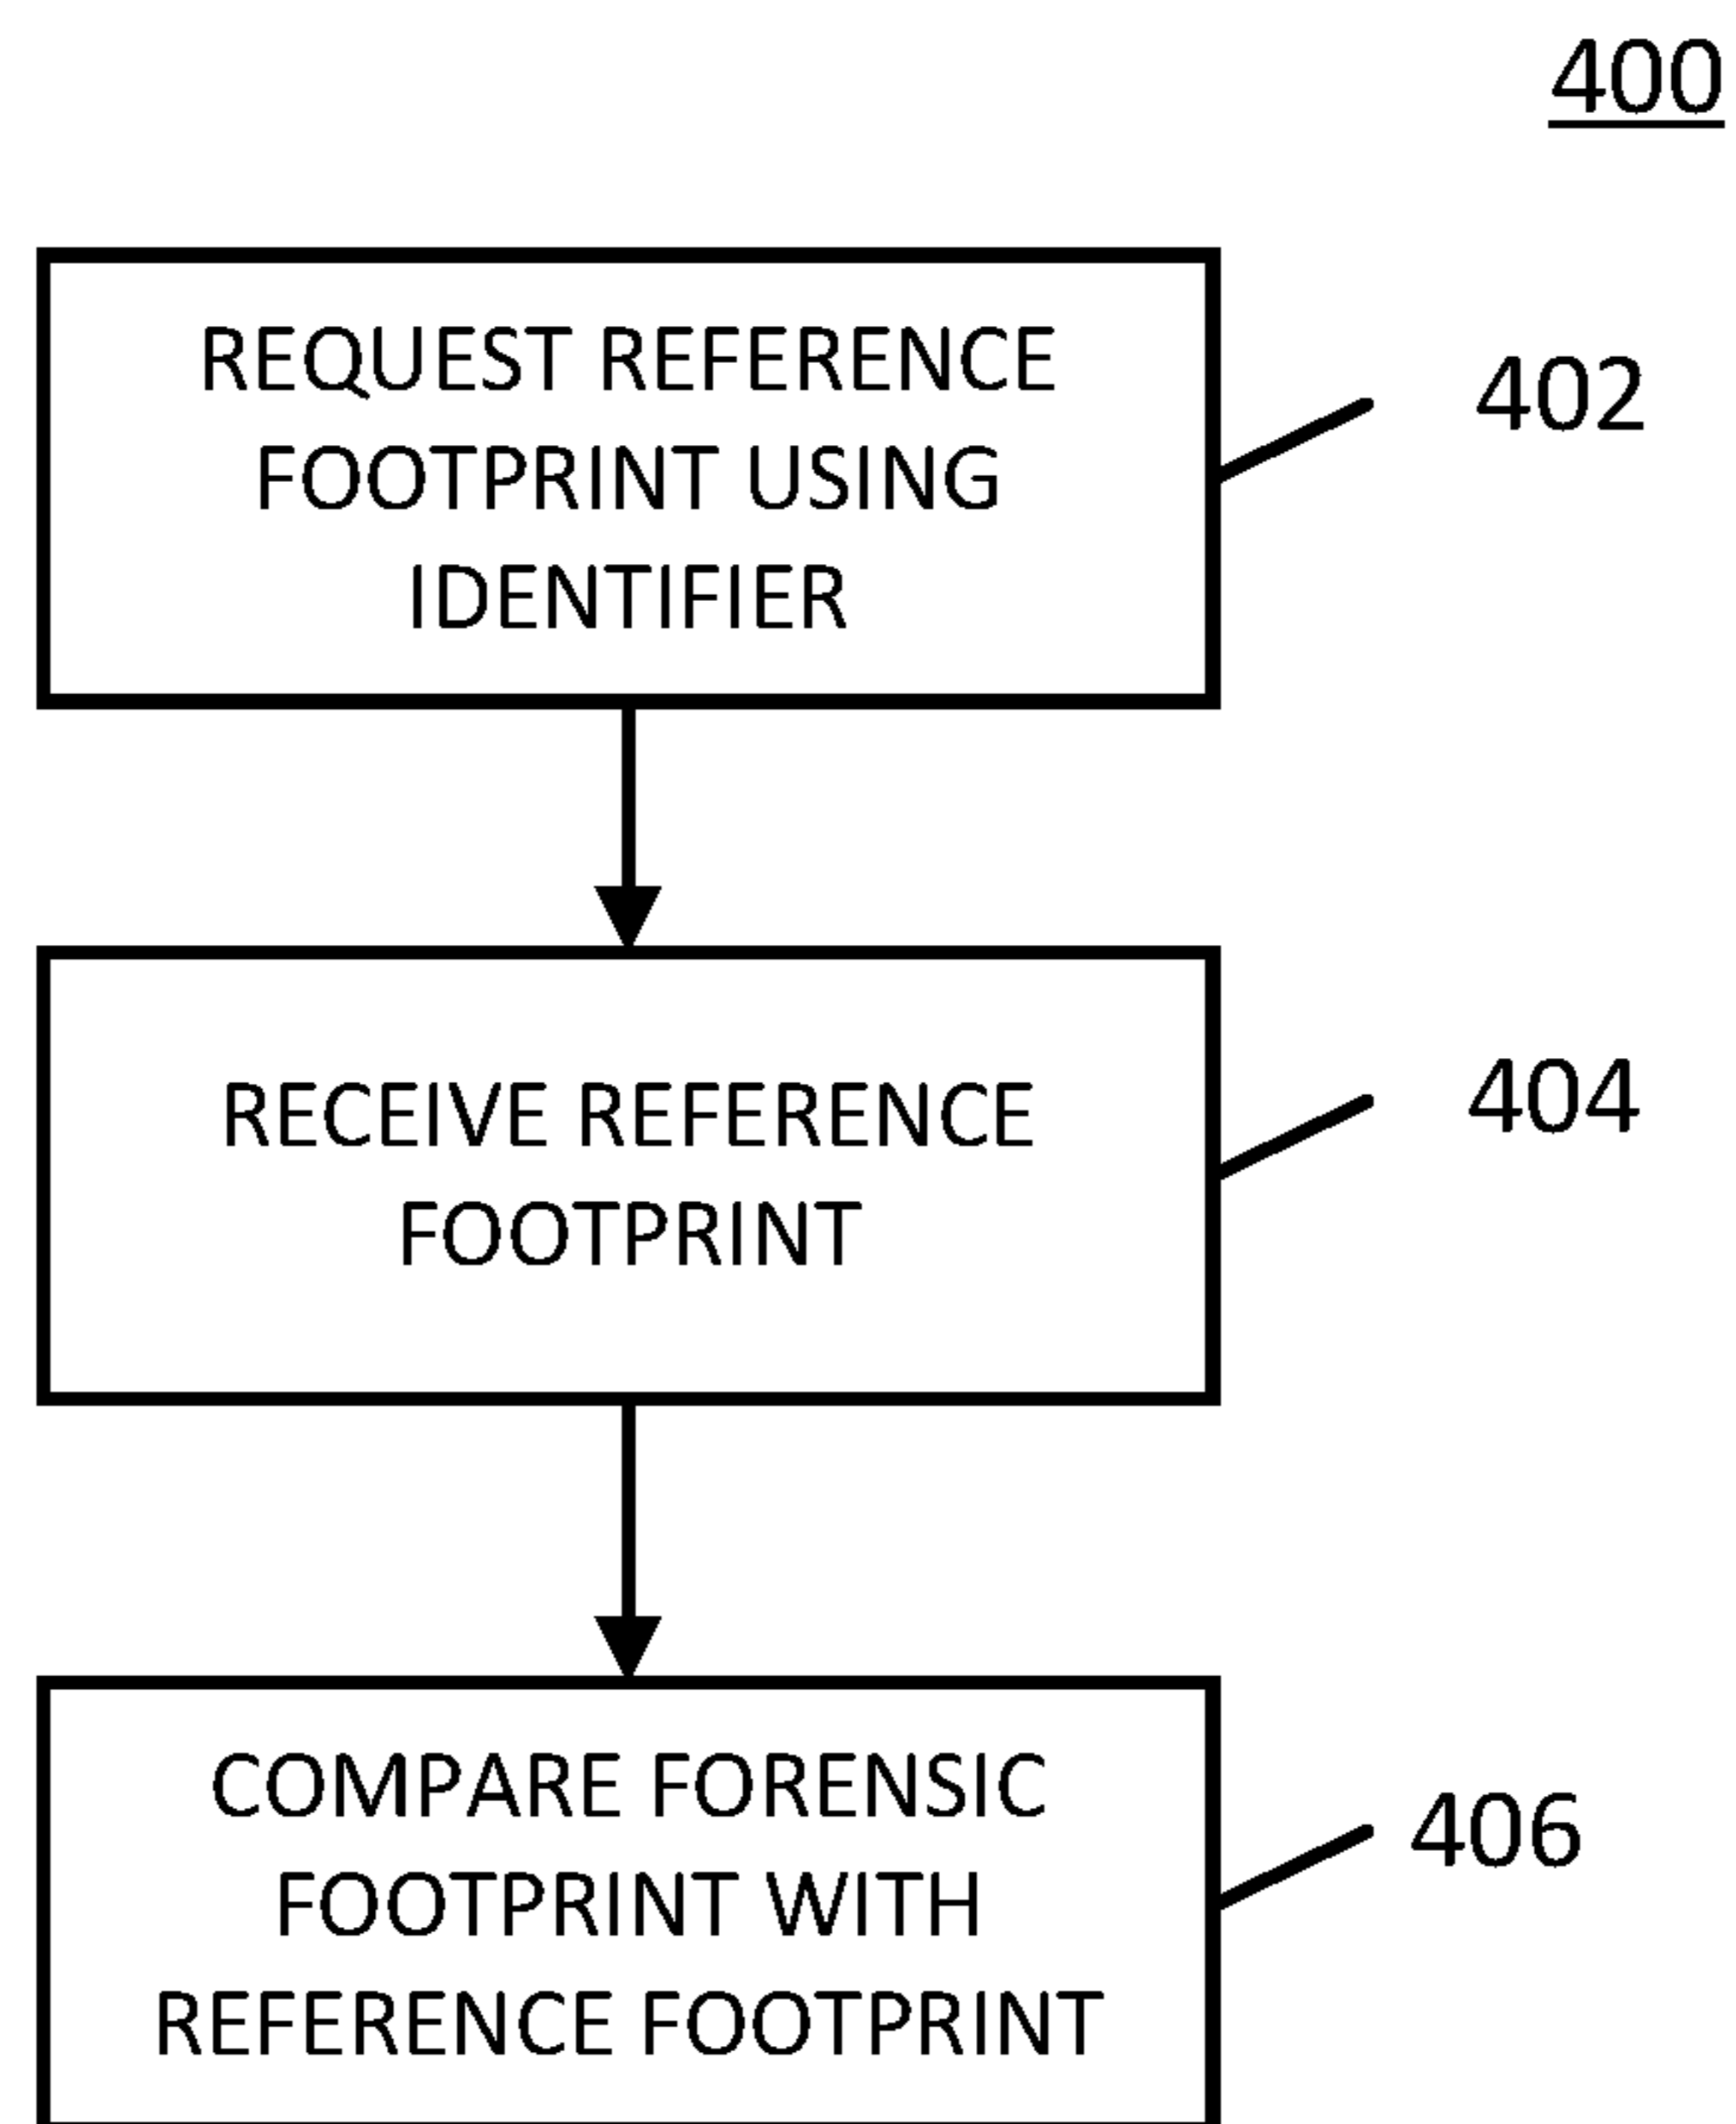 400
REQUEST REFERENCE
FOOTPRINT USING
IDENTIFIER
402
RECEIVE REFERENCE
FOOTPRINT
404
COMPARE FORENSIC
FOOTPRINT WITH
REFERENCE FOOTPRINT
406